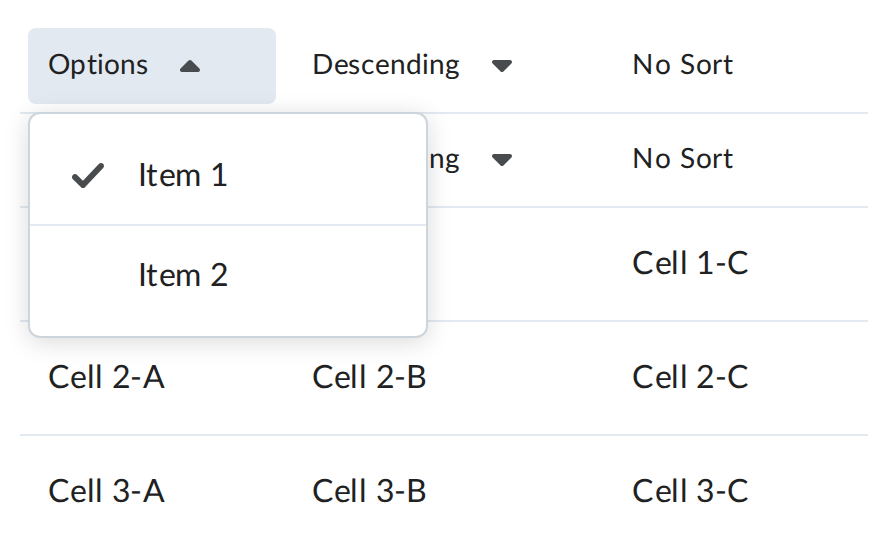 Options Descending No Sort
ng No Sort
Item 1
Cell 1-C
Item 2
Cell 2-A Cell 2-B Cell 2-C
Cell 3-A Cell 3-B Cell 3-C